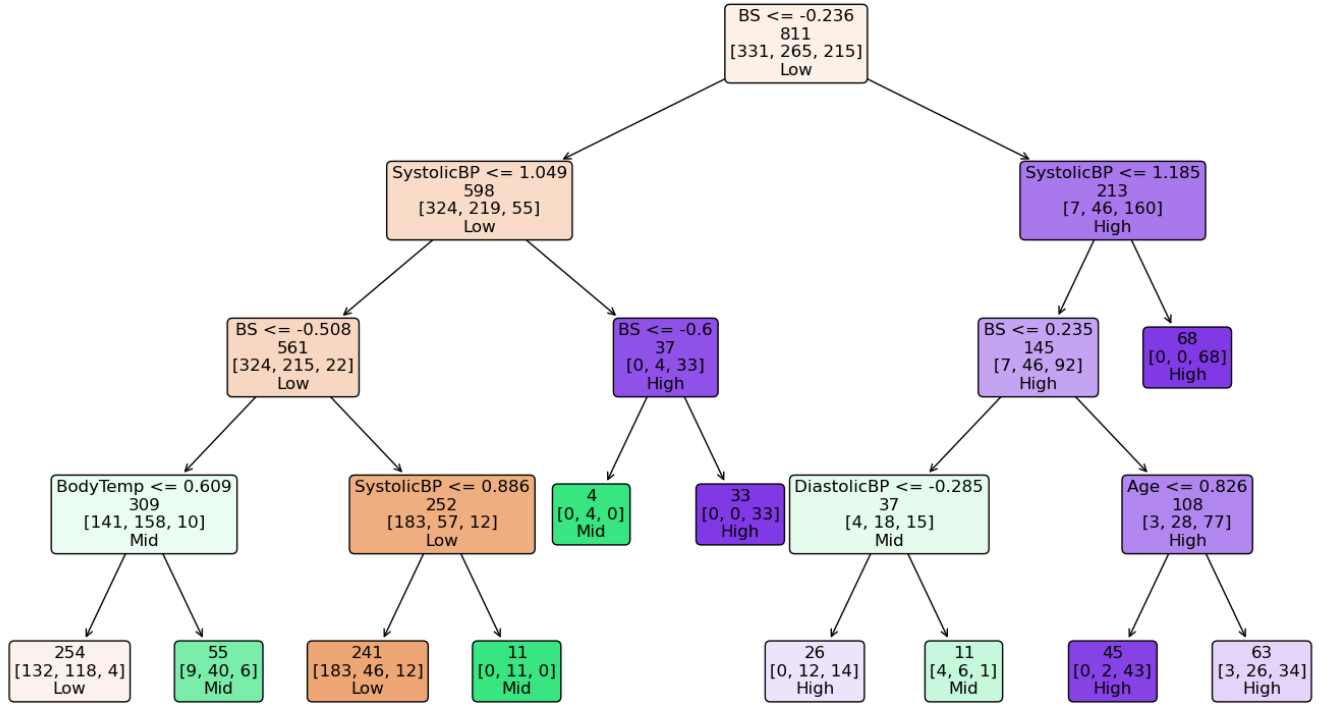 BS <= -0.236
811
[331, 265, 215]
Low
SystolicBP <= 1.049
598
[324, 219, 55]
Low
SystolicBP <= 1.185
213
[7, 46, 160]
High
BS <= -0.508
561
[324, 215, 22]
Low
BS <= -0.6
37
[0, 4, 33]
High
BS <= 0.235
145
[7, 46, 92]
High
68
[0, 0, 68]
High
BodyTemp <= 0.609
309
[141, 158, 10]
Mid
SystolicBP <= 0.886
252
[183, 57, 12]
Low
4
[0, 4, 0]
Mid
33
[0, 0, 33]
High
DiastolicBP <= -0.285
37
[4, 18, 15]
Mid
Age <= 0.826
108
[3, 28, 77]
High
254
[132, 118, 4]
Low
55
[9, 40, 6]
Mid
241
[183, 46, 12]
Low
11
[0, 11, 0]
Mid
26
[0, 12, 14]
High
11
[4, 6, 1]
Mid
45
[0, 2, 43]
High
63
[3, 26, 34]
High